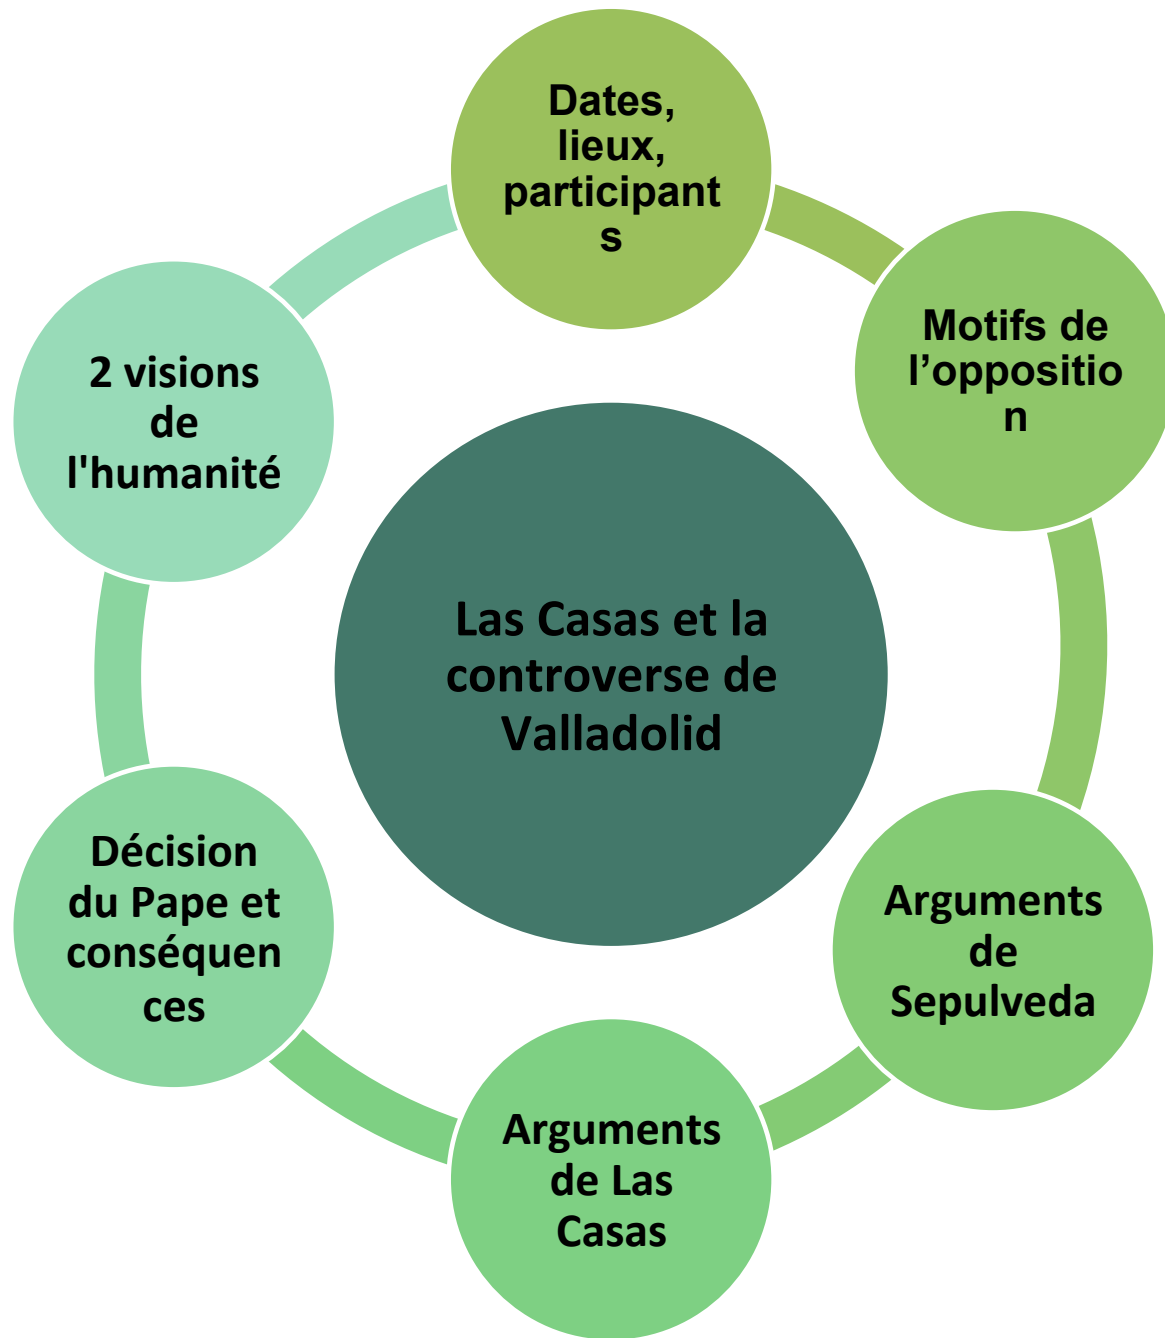 Dates,
lieux,
participant
s
Motifs de
l’oppositio
n
Arguments
de
Sepulveda
Arguments
de Las
Casas
Décision
du Pape et
conséquen
ces
2 visions
de
l'humanité
Las Casas et la
controverse de
Valladolid